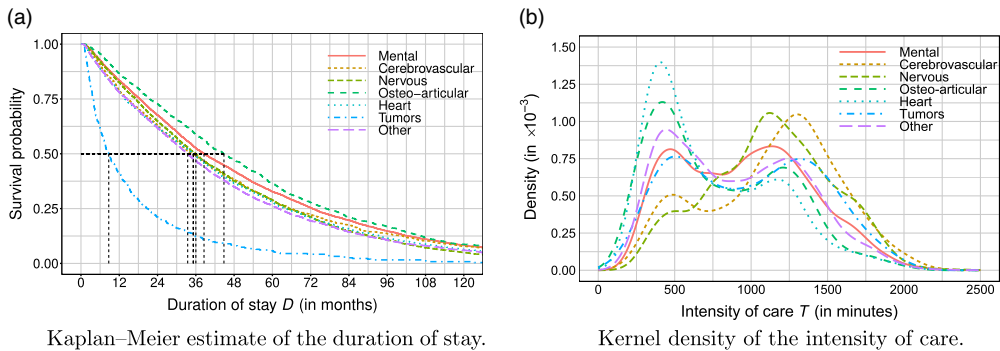 (a)
Survival probability
1.00
0.75
0.50
0.25
0.00
Mental
Cerebrovascular
Nervous
Osteo-articular
Heart
Tumors
Other
0 12 24 36 48 60 72 84 96 108 120
Duration of stay D (in months)
Kaplan–Meier estimate of the duration of stay.
(b)
Density (in ×10⁻³)
1.50
1.25
1.00
0.75
0.50
0.25
0.00
Mental
Cerebrovascular
Nervous
Osteo-articular
Heart
Tumors
Other
0 500 1000 1500 2000 2500
Intensity of care T (in minutes)
Kernel density of the intensity of care.